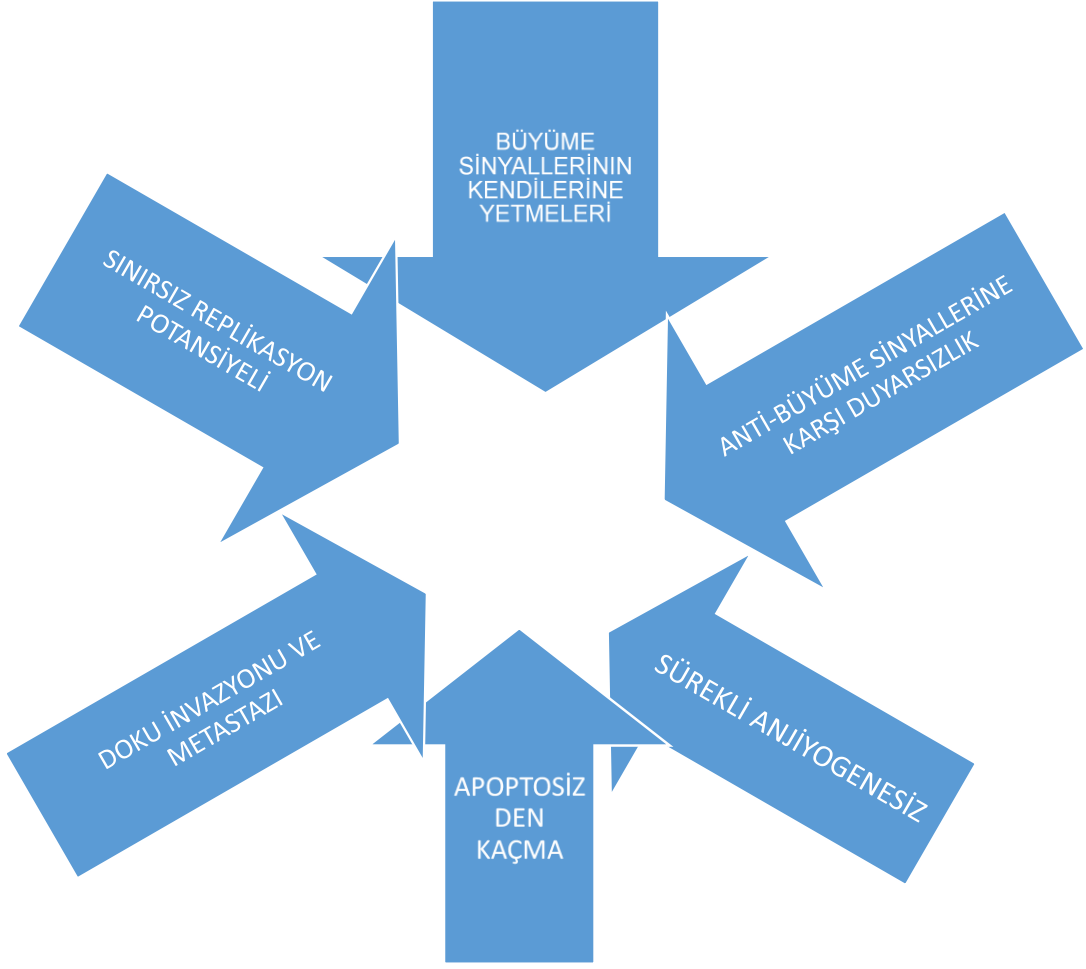 BÜYÜME
SİNYALLERİNIN
KENDİLERİNE
YETMELERİ
SINIRSIZ REPLİKASYON
POTANSİYELİ
ANTİ-BÜYÜME SİNYALLERİNE
KARŞI DUYARSIZLIK
DOKU İNVAZYONU VE
METASTAZI
SÜREKLİ ANJİYOGENESİZ
APOPTOSİZ
DEN
KAÇMA